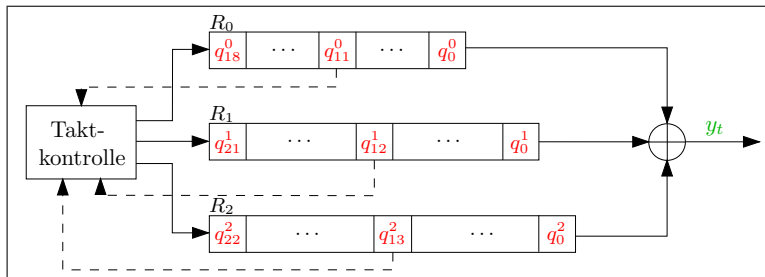 R₀
q⁰₁₈ ··· q⁰₁₁ ··· q⁰₀
R₁
Takt-
kontrolle
q¹₂₁ ··· q¹₁₂ ··· q¹₀
yₜ
R₂
q²₂₂ ··· q²₁₃ ··· q²₀